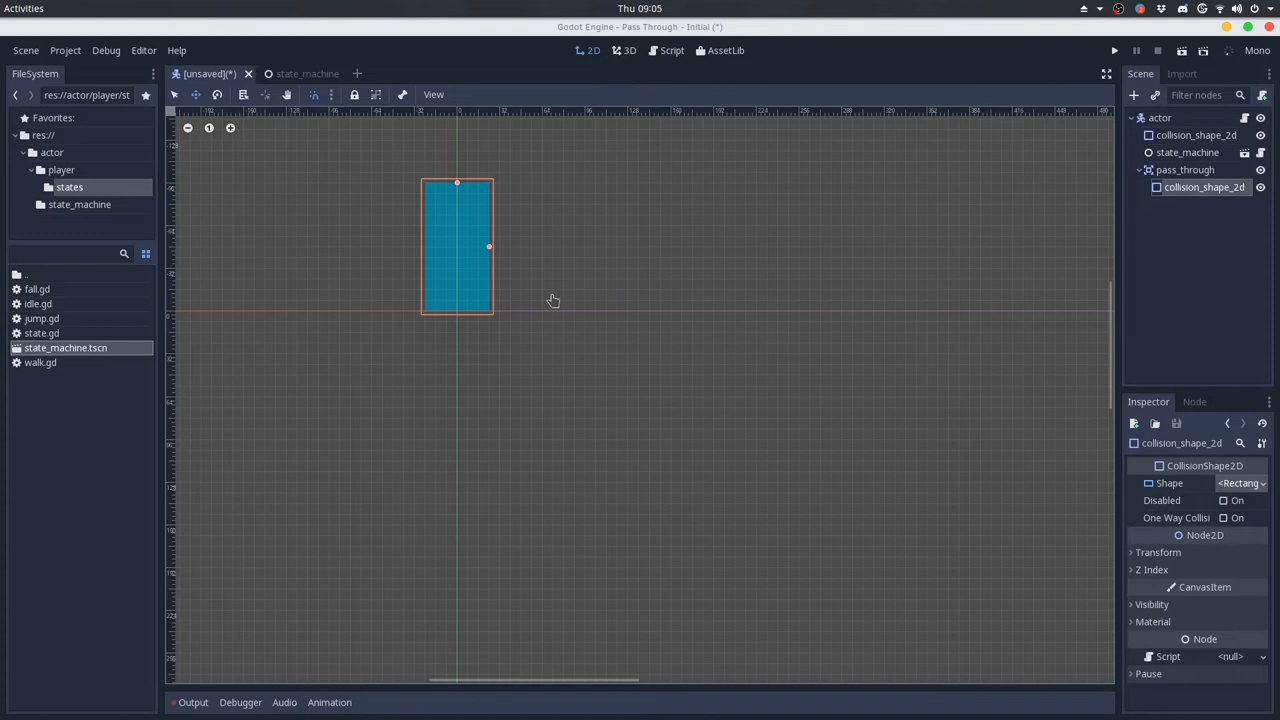 Activities
Thu 09:05
Godot Engine - Pass Through - Initial (*)
Scene Project Debug Editor Help
2D 3D Script AssetLib
Mono
FileSystem
[unsaved](*)
state_machine
Scene Import
res://actor/player/st
View
Filter nodes
Favorites:
res://
actor
player
states
state_machine
actor
collision_shape_2d
state_machine
pass_through
collision_shape_2d
..
fall.gd
idle.gd
jump.gd
state.gd
state_machine.tscn
walk.gd
Inspector Node
collision_shape_2d
CollisionShape2D
Shape <Rectang
Disabled On
One Way Collisi On
Node2D
Transform
Z Index
CanvasItem
Visibility
Material
Node
Script <null>
Pause
Output Debugger Audio Animation